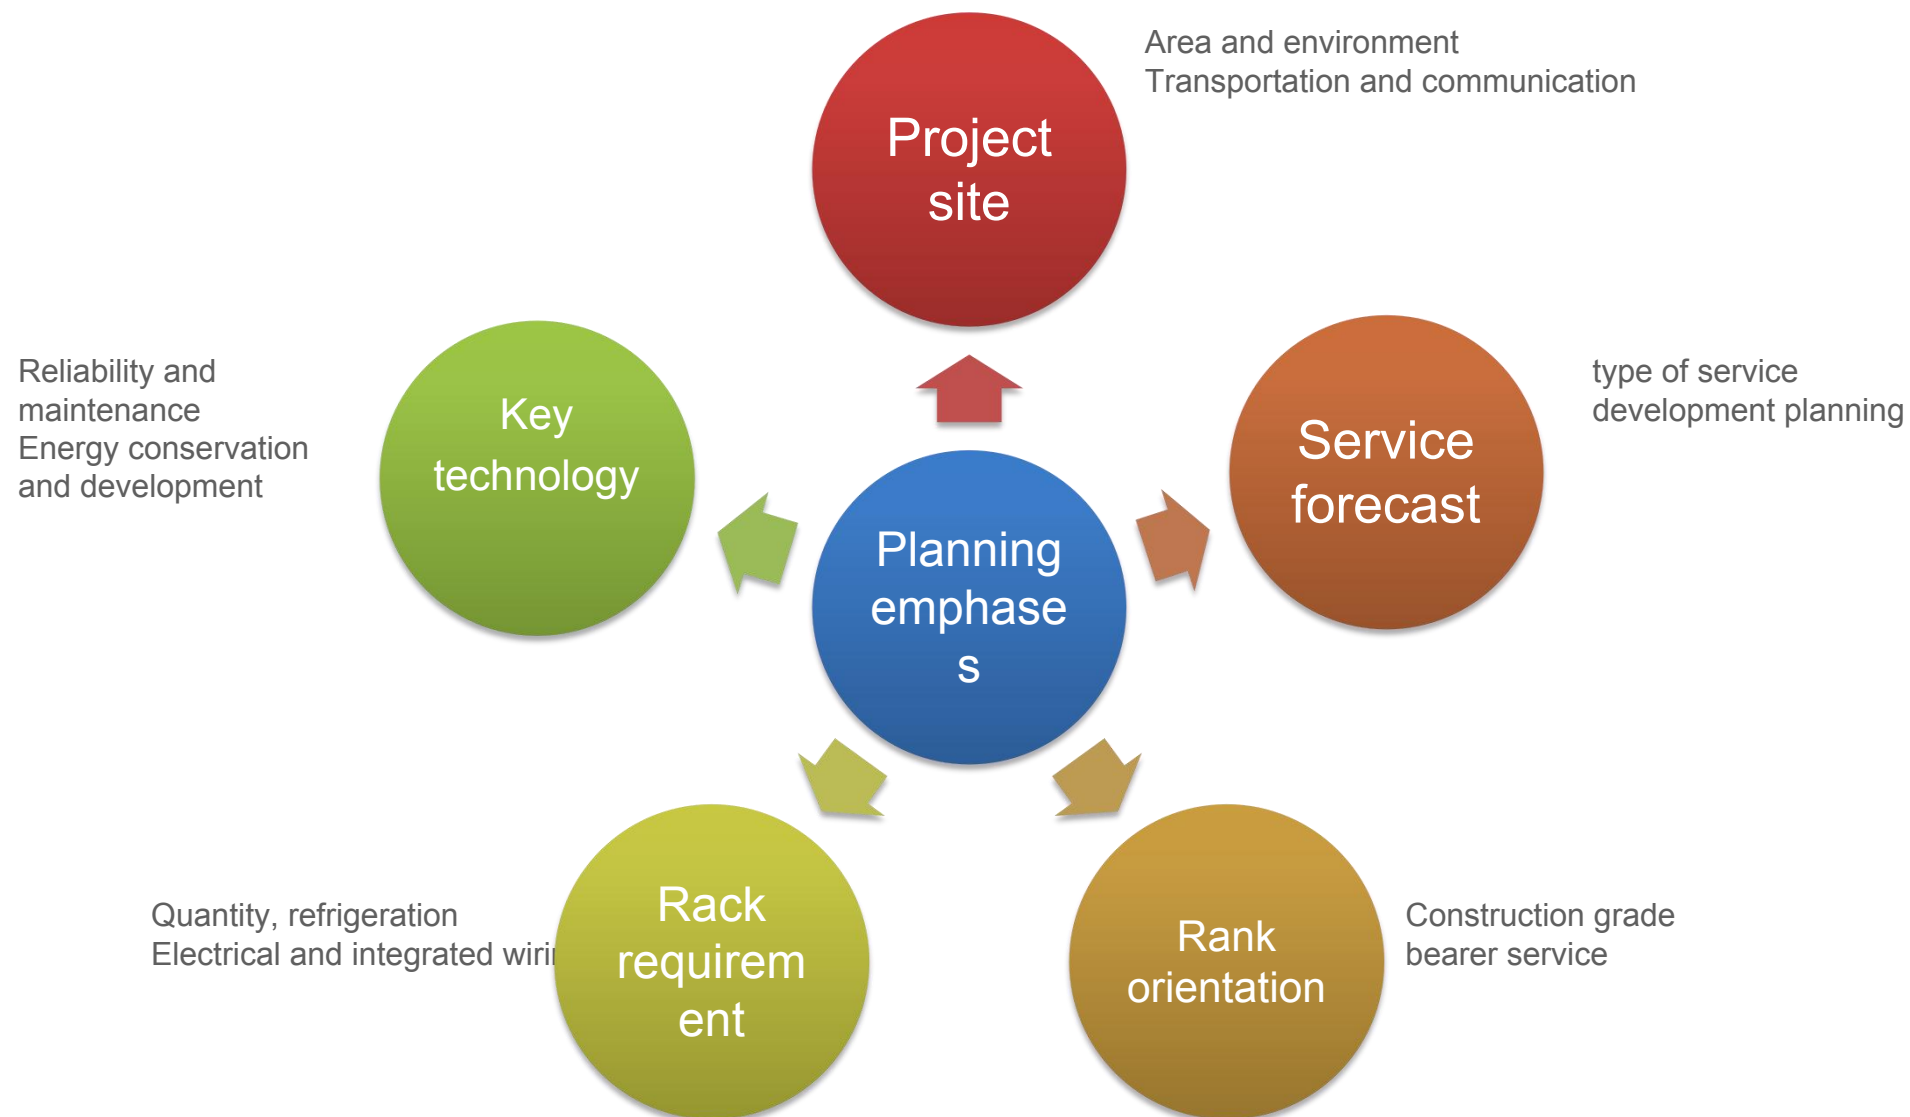 Project
site
Area and environment
Transportation and communication
Key
technology
Reliability and
maintenance
Energy conservation
and development
Service
forecast
type of service
development planning
Planning
emphase
s
Rack
requirem
ent
Quantity, refrigeration
Electrical and integrated
Rank
orientation
Construction grade
bearer service